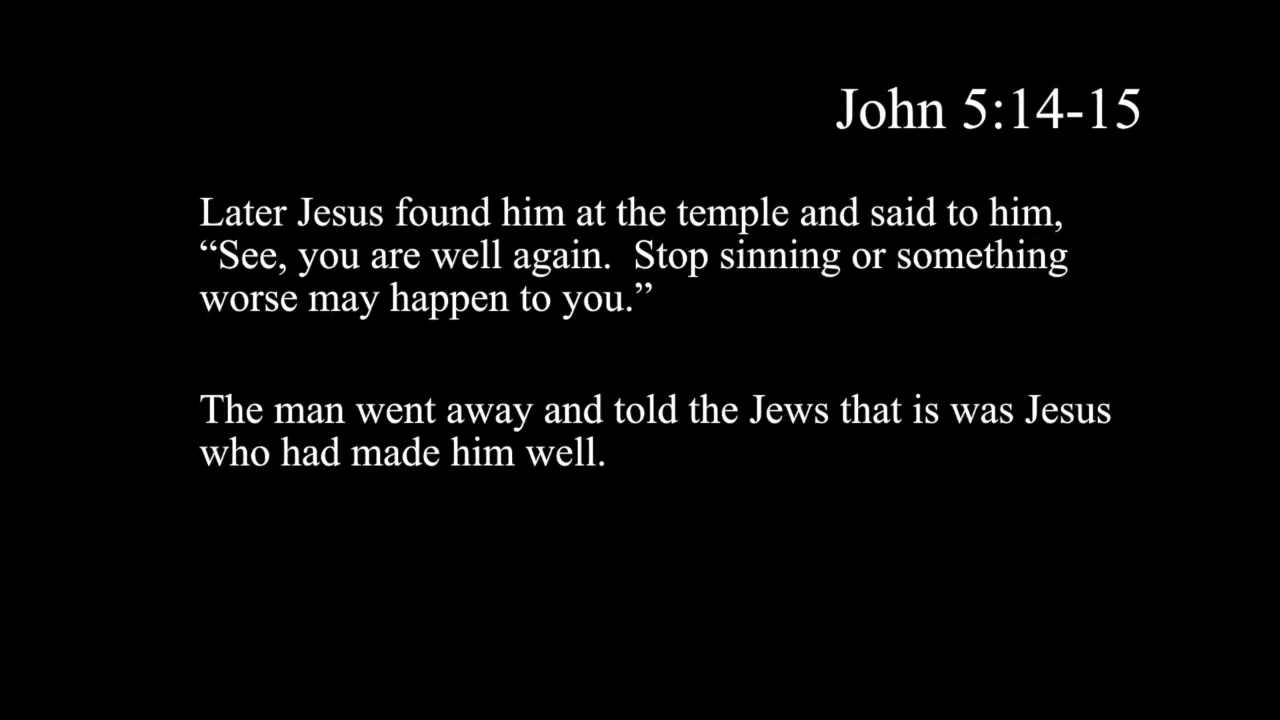 John 5:14-15
Later Jesus found him at the temple and said to him,
“See, you are well again.  Stop sinning or something
worse may happen to you.”
The man went away and told the Jews that is was Jesus
who had made him well.